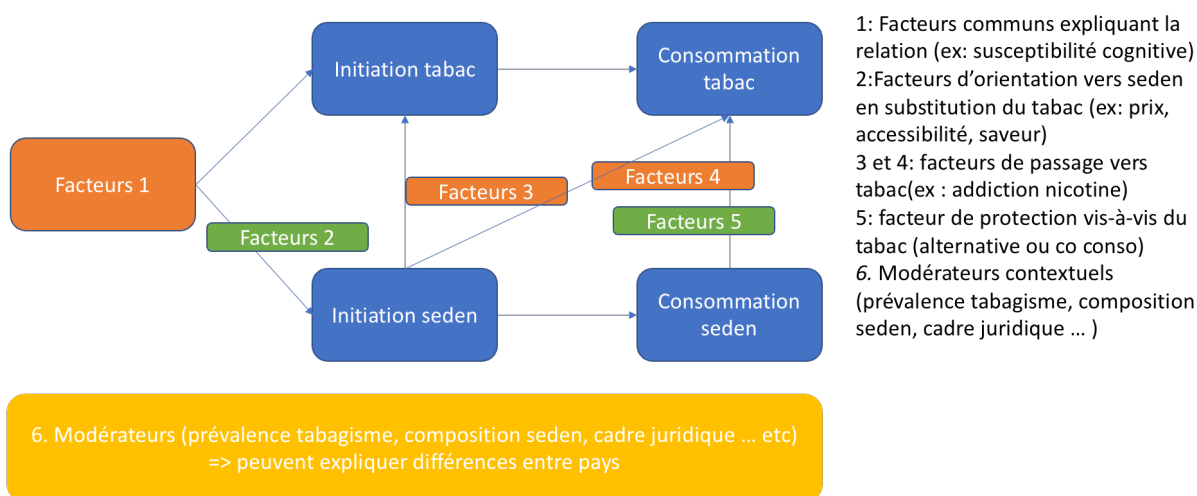 Initiation tabac
Consommation
tabac
Facteurs 1
Facteurs 2
Facteurs 3
Facteurs 4
Facteurs 5
Initiation seden
Consommation
seden
6. Modérateurs (prévalence tabagisme, composition seden, cadre juridique … etc)
=> peuvent expliquer différences entre pays
1: Facteurs communs expliquant la
relation (ex: susceptibilité cognitive)
2:Facteurs d’orientation vers seden
en substitution du tabac (ex: prix,
accessibilité, saveur)
3 et 4: facteurs de passage vers
tabac(ex : addiction nicotine)
5: facteur de protection vis-à-vis du
tabac (alternative ou co conso)
6. Modérateurs contextuels
(prévalence tabagisme, composition
seden, cadre juridique … )